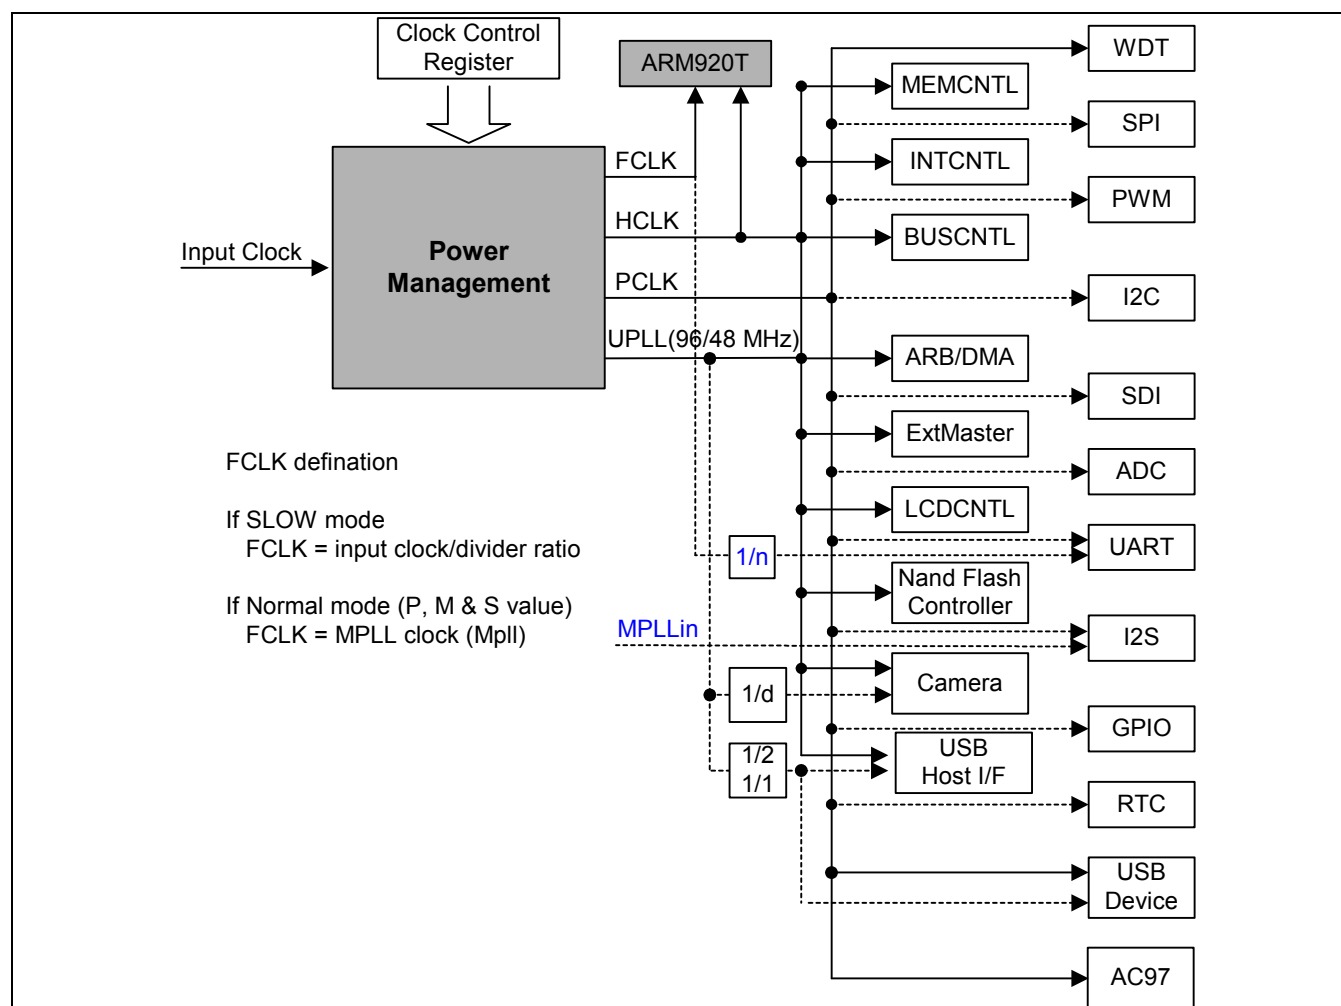 Clock Control
Register
ARM920T
WDT
MEMCNTL
SPI
FCLK
INTCNTL
PWM
HCLK
BUSCNTL
Input Clock
Power
Management
PCLK
I2C
UPLL(96/48 MHz)
ARB/DMA
SDI
ExtMaster
FCLK defination
ADC
LCDCNTL
If SLOW mode
FCLK = input clock/divider ratio
1/n
UART
Nand Flash
Controller
If Normal mode (P, M & S value)
FCLK = MPLL clock (Mpll)
MPLLin
I2S
1/d
Camera
GPIO
1/2
1/1
USB
Host I/F
RTC
USB
Device
AC97